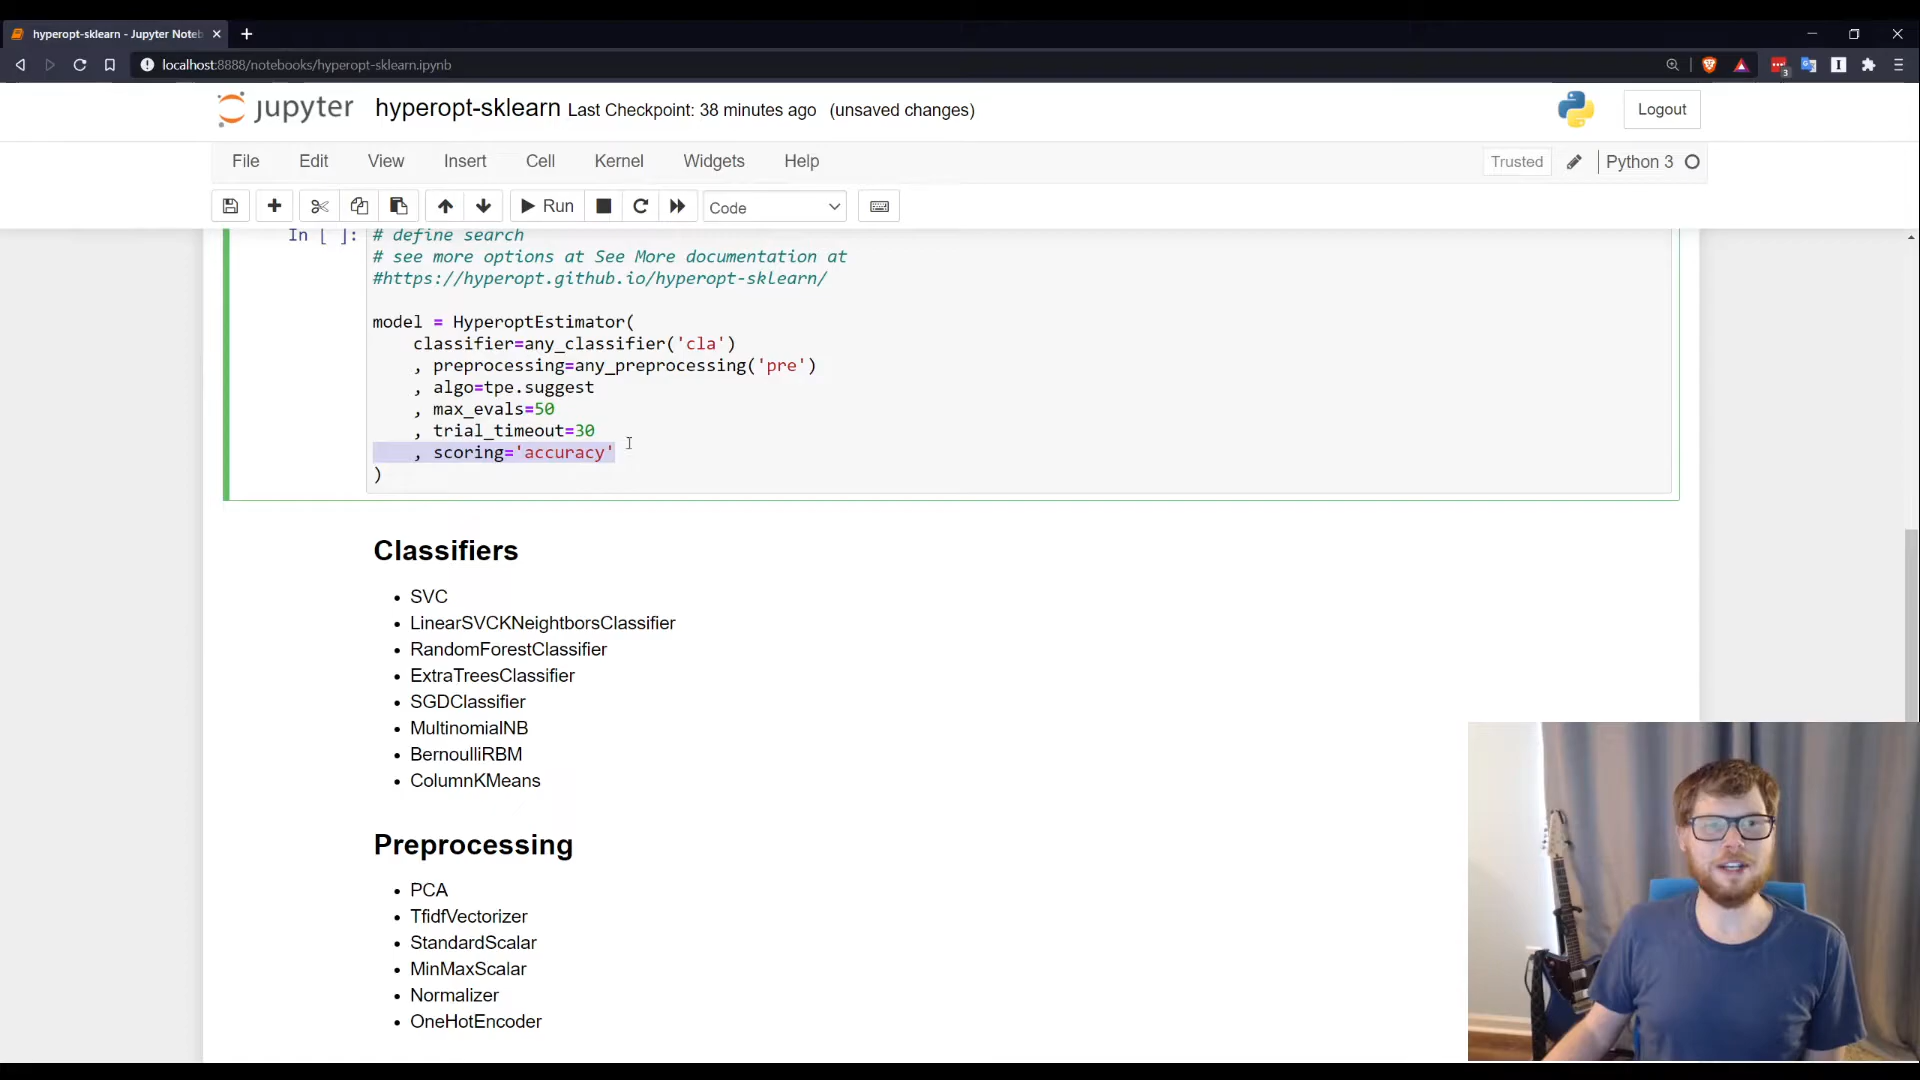 hyperopt-sklearn - Jupyter Noteb
localhost:8888/notebooks/hyperopt-sklearn.ipynb
3
jupyter hyperopt-sklearn Last Checkpoint: 38 minutes ago (unsaved changes)
Logout
File Edit View Insert Cell Kernel Widgets Help
Trusted Python 3
Run Code
In [ ]: # define search
# see more options at See More documentation at
#https://hyperopt.github.io/hyperopt-sklearn/
model = HyperoptEstimator(
classifier=any_classifier('cla')
, preprocessing=any_preprocessing('pre')
, algo=tpe.suggest
, max_evals=50
, trial_timeout=30
, scoring='accuracy'
)
Classifiers
• SVC
• LinearSVCKNeightborsClassifier
• RandomForestClassifier
• ExtraTreesClassifier
• SGDClassifier
• MultinomialNB
• BernoulliRBM
• ColumnKMeans
Preprocessing
• PCA
• TfidfVectorizer
• StandardScalar
• MinMaxScalar
• Normalizer
• OneHotEncoder